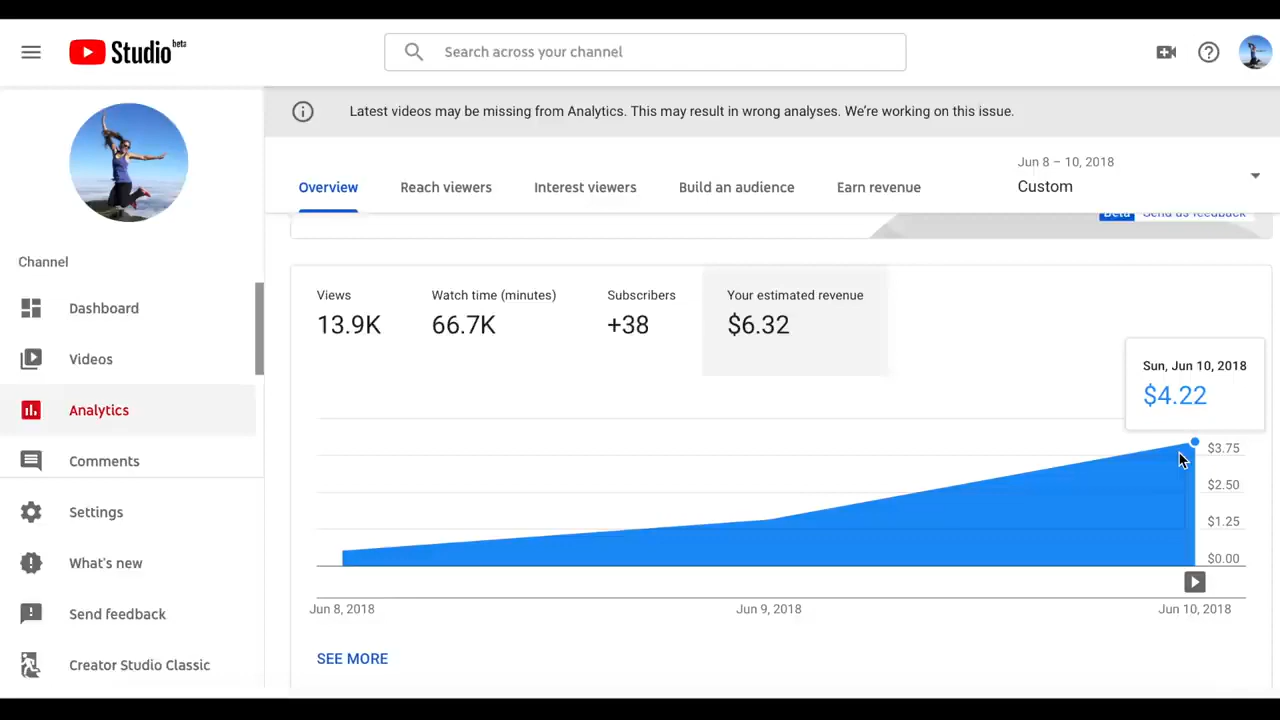 Studio beta
Search across your channel
Latest videos may be missing from Analytics. This may result in wrong analyses. We're working on this issue.
Overview
Reach viewers
Interest viewers
Build an audience
Earn revenue
Jun 8 – 10, 2018
Custom
Beta Send us feedback
Channel
Dashboard
Videos
Analytics
Comments
Settings
What's new
Send feedback
Creator Studio Classic
Views
13.9K
Watch time (minutes)
66.7K
Subscribers
+38
Your estimated revenue
$6.32
Sun, Jun 10, 2018
$4.22
$3.75
$2.50
$1.25
$0.00
Jun 8, 2018
Jun 9, 2018
Jun 10, 2018
SEE MORE